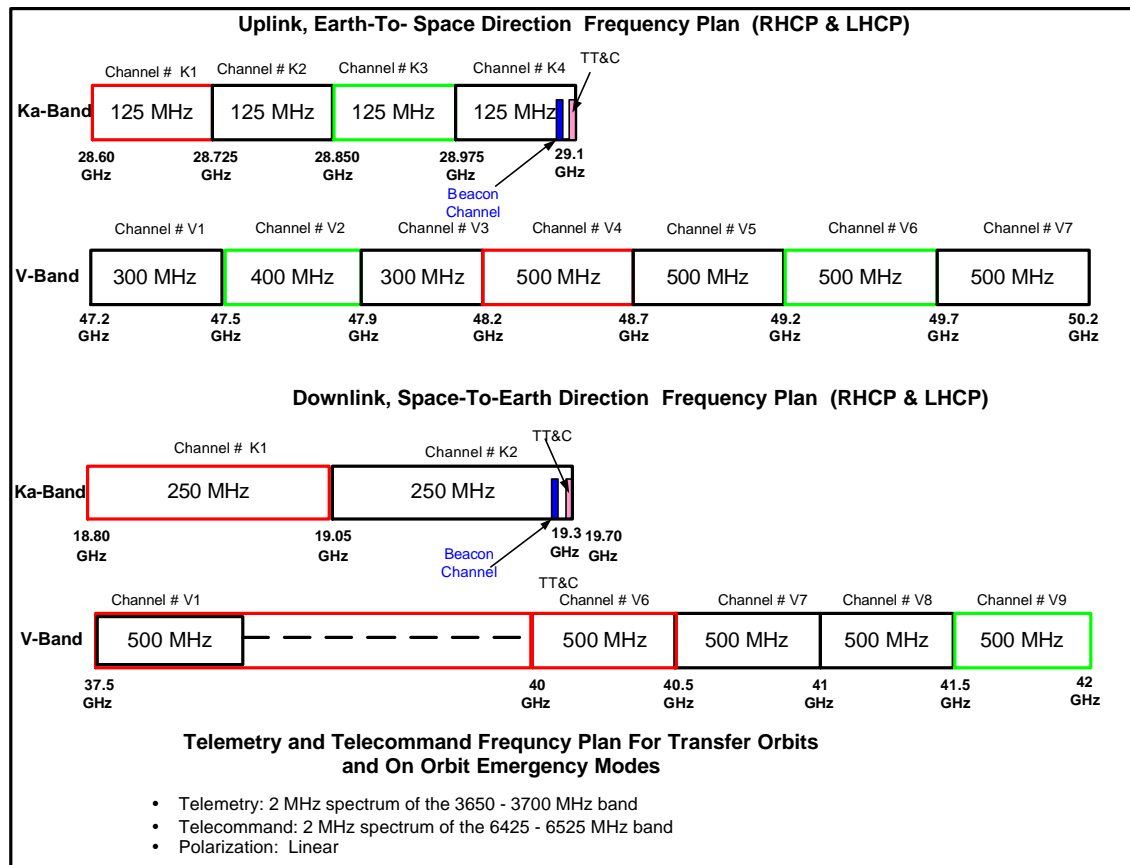 Uplink, Earth-To- Space Direction Frequency Plan (RHCP & LHCP)
TT&C
Channel # K1 Channel # K2 Channel # K3 Channel # K4
Ka-Band 125 MHz 125 MHz 125 MHz 125 MHz
28.60 28.725 28.850 28.975 29.1
GHz GHz GHz GHz GHz
Beacon
Channel
Channel # V1 Channel # V2 Channel # V3 Channel # V4 Channel # V5 Channel # V6 Channel # V7
V-Band 300 MHz 400 MHz 300 MHz 500 MHz 500 MHz 500 MHz 500 MHz
47.2 47.5 47.9 48.2 48.7 49.2 49.7 50.2
GHz GHz GHz GHz GHz GHz GHz GHz
Downlink, Space-To-Earth Direction Frequency Plan (RHCP & LHCP)
TT&C
Channel # K1 Channel # K2
Ka-Band 250 MHz 250 MHz
18.80 19.05 19.3 19.70
GHz GHz GHz GHz
Beacon
Channel
TT&C
Channel # V1 Channel # V6 Channel # V7 Channel # V8 Channel # V9
V-Band 500 MHz 500 MHz 500 MHz 500 MHz 500 MHz
37.5 40 40.5 41 41.5 42
GHz GHz GHz GHz GHz GHz
Telemetry and Telecommand Frequncy Plan For Transfer Orbits
and On Orbit Emergency Modes
• Telemetry: 2 MHz spectrum of the 3650 - 3700 MHz band
• Telecommand: 2 MHz spectrum of the 6425 - 6525 MHz band
• Polarization: Linear